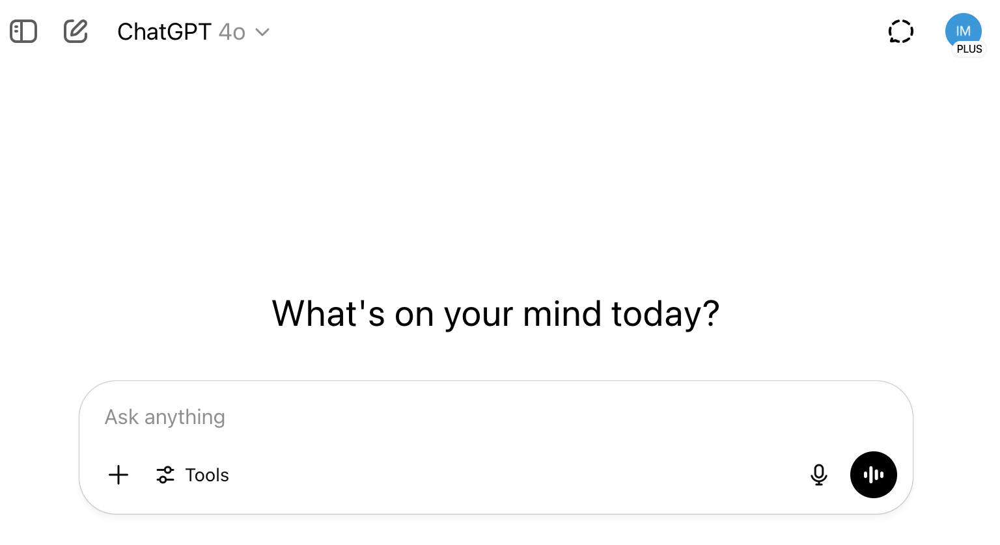 ChatGPT 4o
IM
PLUS
What's on your mind today?
Ask anything
Tools